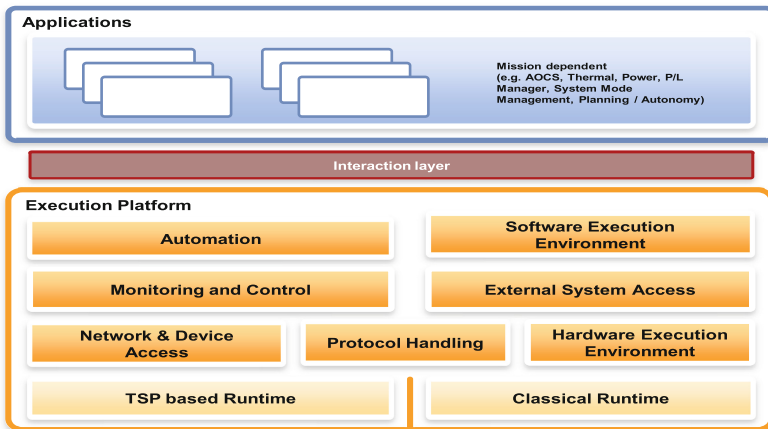 Applications
Mission dependent
(e.g. AOCS, Thermal, Power, P/L
Manager, System Mode
Management, Planning / Autonomy)
Interaction layer
Execution Platform
Automation
Software Execution
Environment
Monitoring and Control
External System Access
Network & Device
Access
Protocol Handling
Hardware Execution
Environment
TSP based Runtime
Classical Runtime